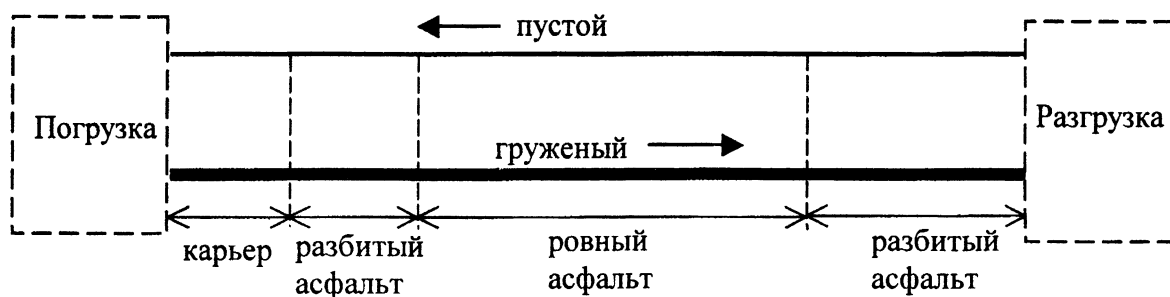 пустой
Погрузка
Разгрузка
груженый
карьер
разбитый
асфальт
ровный
асфальт
разбитый
асфальт